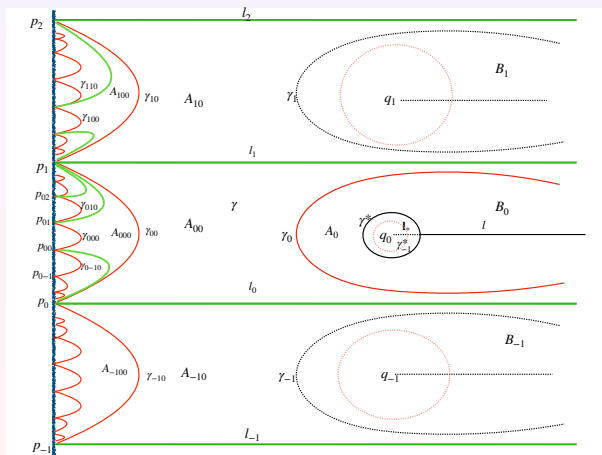 p₂ l₂
γ₁₁₀ A₁₀₀ γ₁₀ A₁₀ γ₁ q₁ B₁
γ₁₀₀
p₁ l₁
p₀₂ γ₀₁₀ γ γ* B₀
p₀₁ γ₀₀₀ A₀₀₀ γ₀₀ A₀₀ γ₀ A₀ q₀ l* l
p₀₀ γ*₋₁
p₀₋₁ γ₀₋₁₀
p₀ l₀
A₋₁₀₀ γ₋₁₀ A₋₁₀ γ₋₁ q₋₁ B₋₁
p₋₁ l₋₁